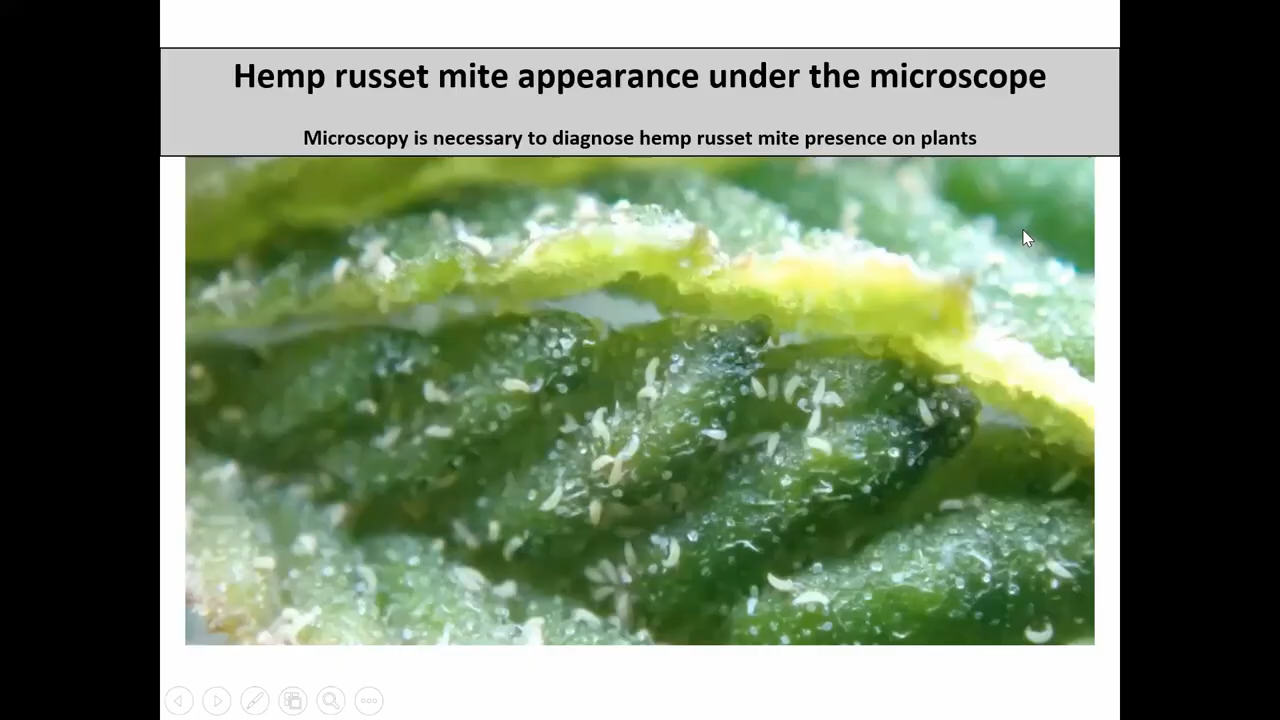 Hemp russet mite appearance under the microscope
Microscopy is necessary to diagnose hemp russet mite presence on plants